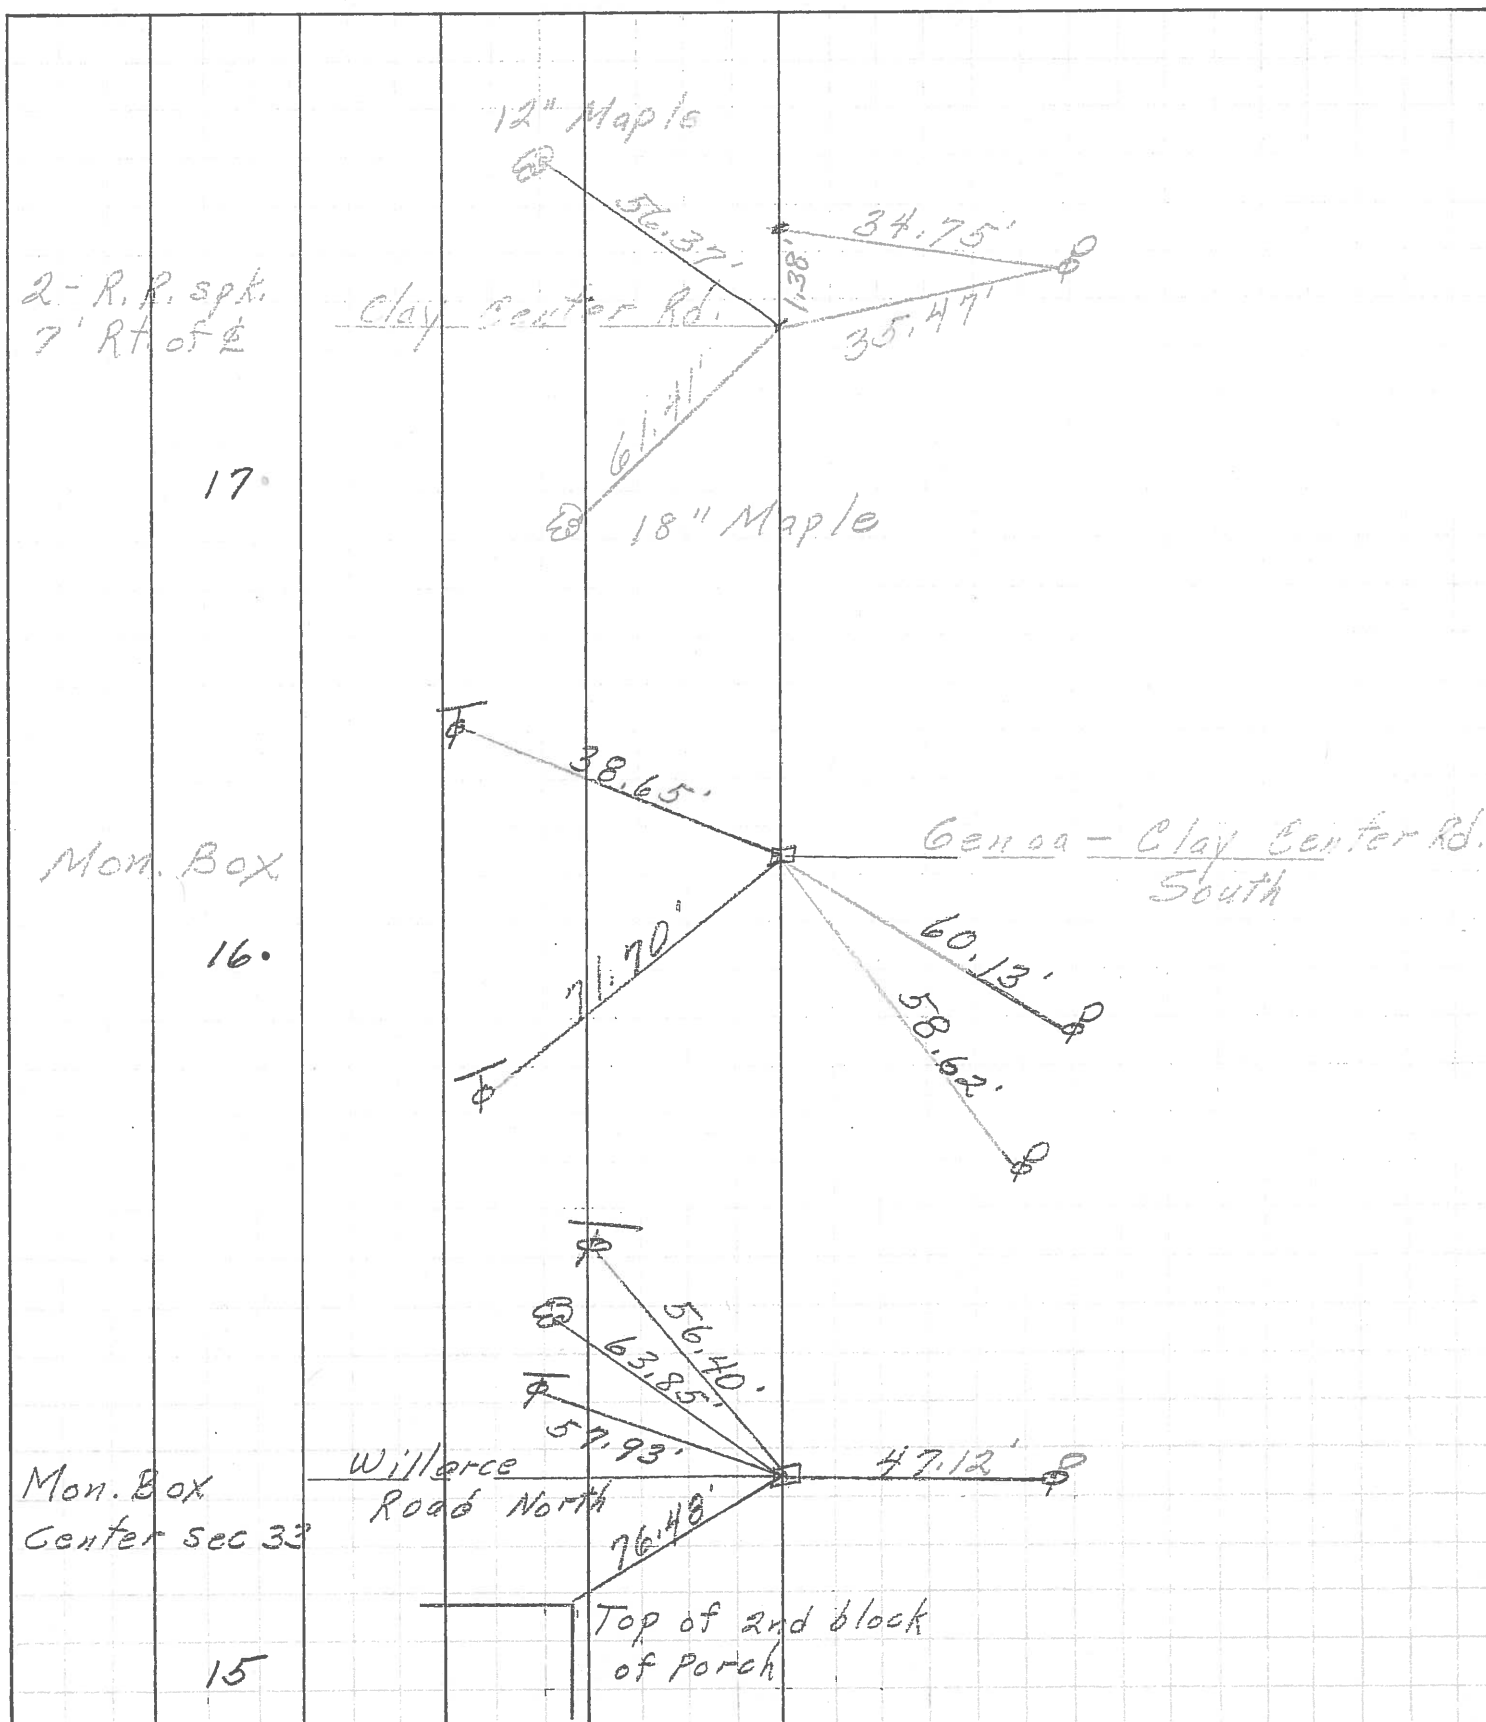 12" Maple
56.37'
34.75'
1.38'
35.47'
2-R.R. spk.
7' Rt. of ℄
Clay Center Rd.
61.71'
17.
18" Maple
38.65'
Mon. Box
Genoa - Clay Center Rd.
South
16.
71.70'
60.13'
58.62'
56.40'
63.85'
57.93'
Mon. Box
Center Sec 33
Willarce
Road North
47.12'
76.48'
Top of 2nd block
of Porch
15